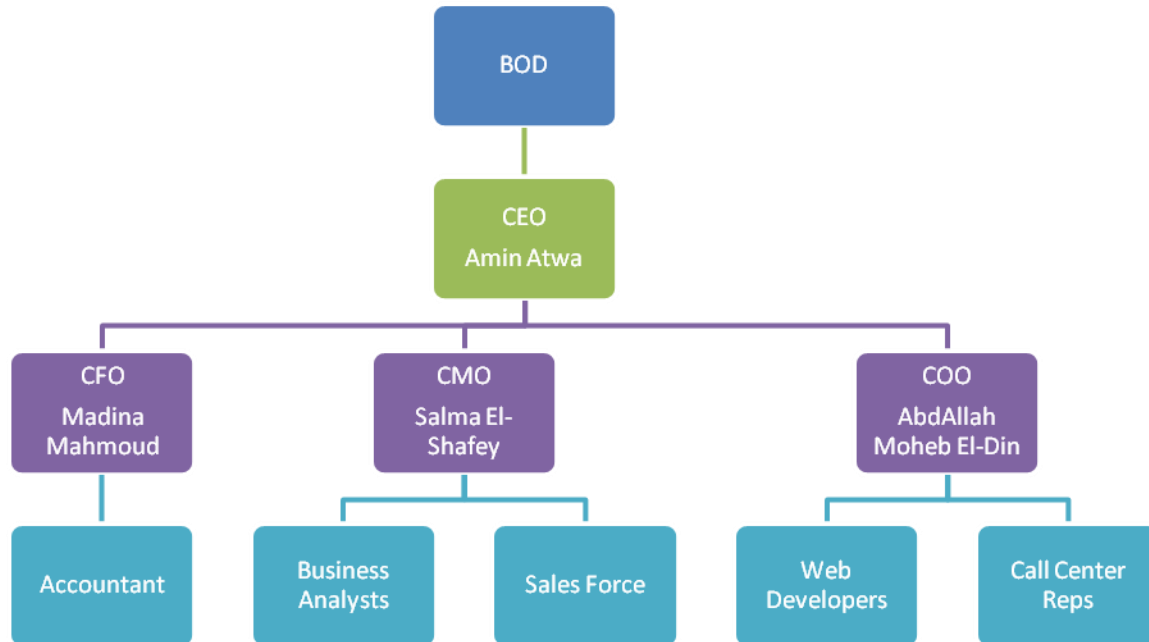 BOD
CEO
Amin Atwa
CFO
Madina
Mahmoud
CMO
Salma El-
Shafey
COO
AbdAllah
Moheb El-Din
Accountant
Business
Analysts
Sales Force
Web
Developers
Call Center
Reps